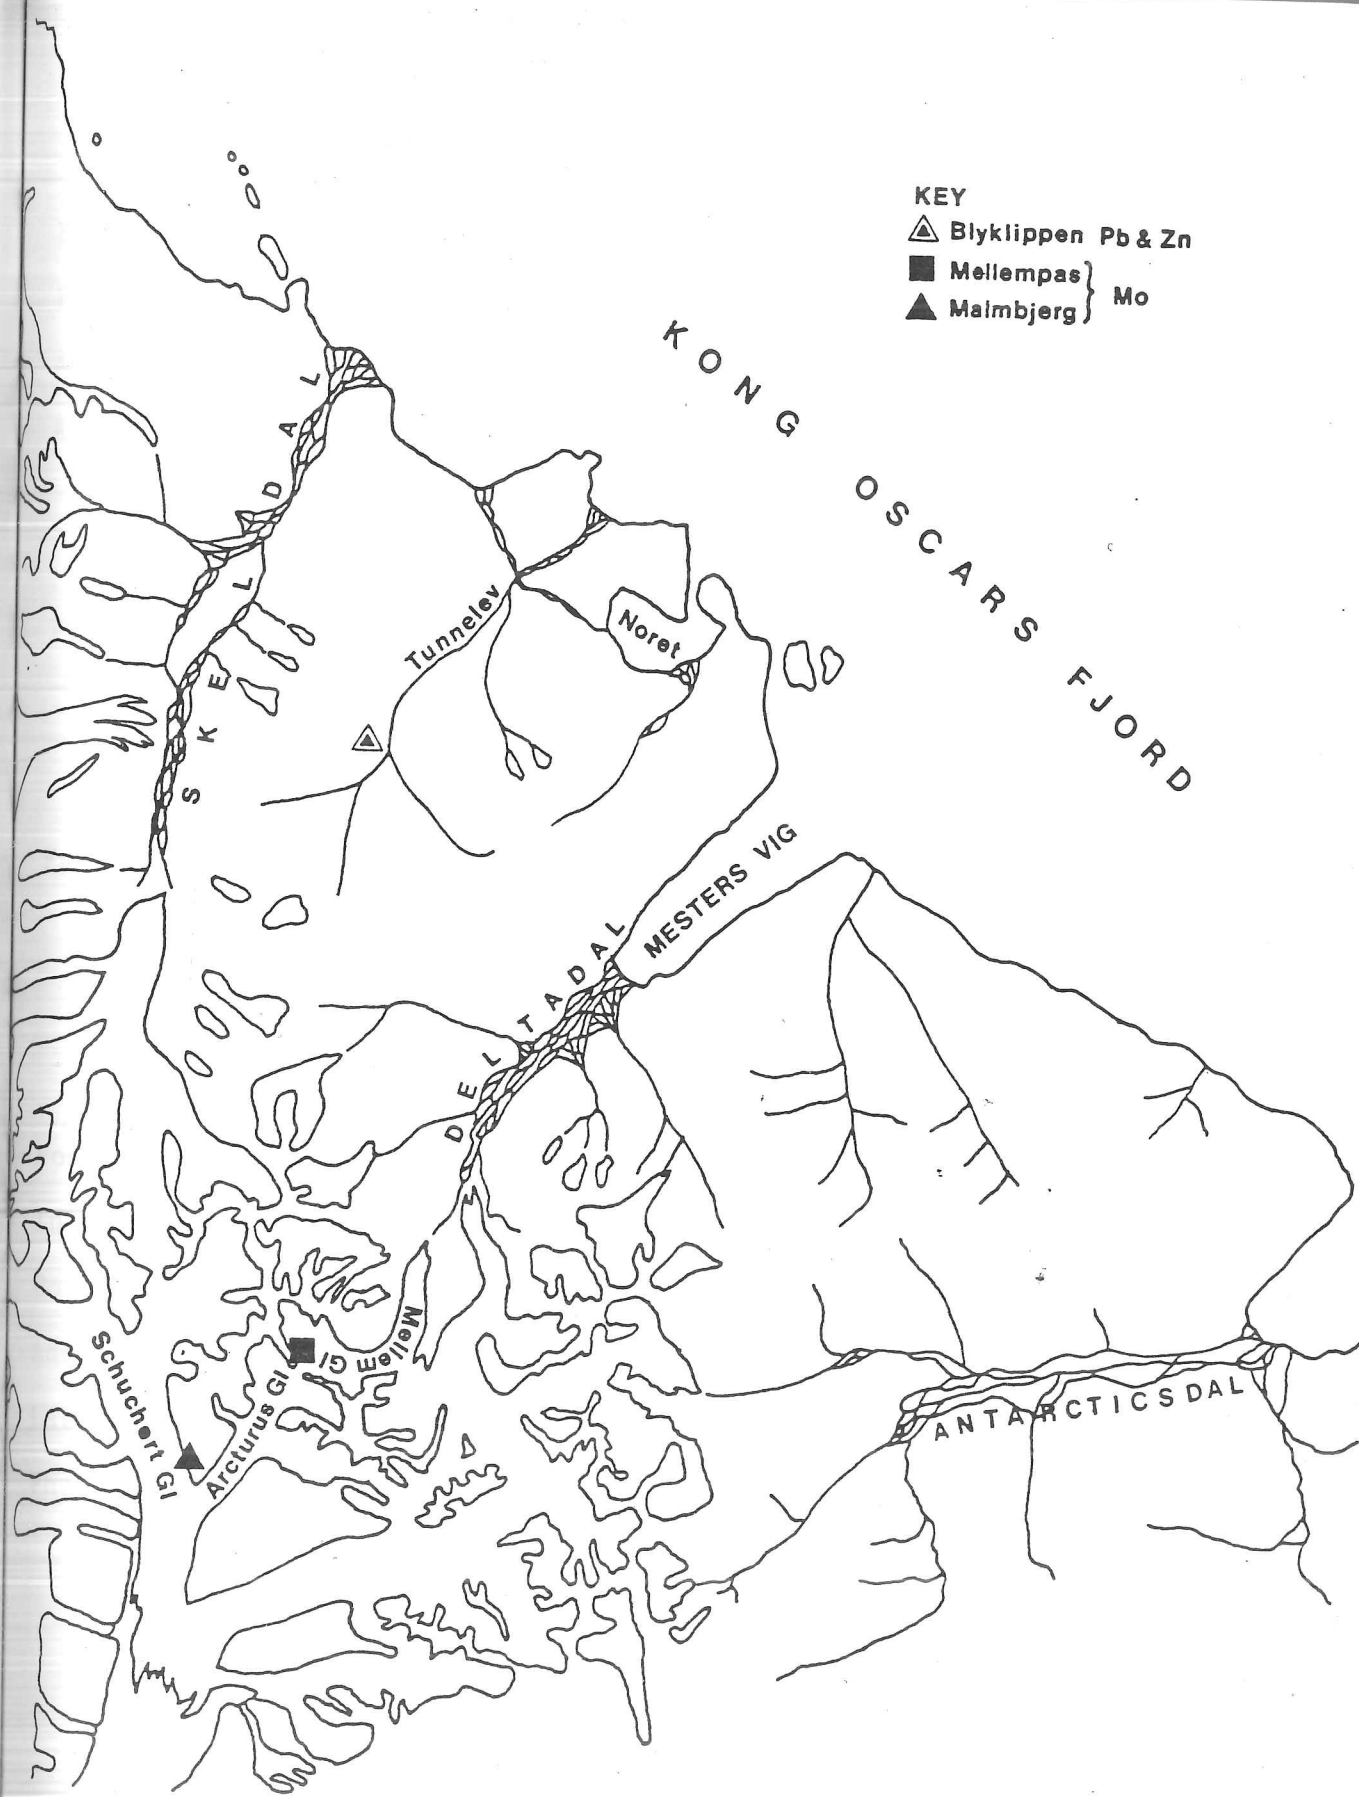 KEY
Blyklippen Pb & Zn
Mellempas
Malmbjerg
Mo
KONG OSCARS FJORD
SKELDAL
Tunnelev
Noret
MESTERS VIG
DELTADAL
Mellem Gl
Schuchert Gl
Arcturus Gl
ANTARCTICSDAL